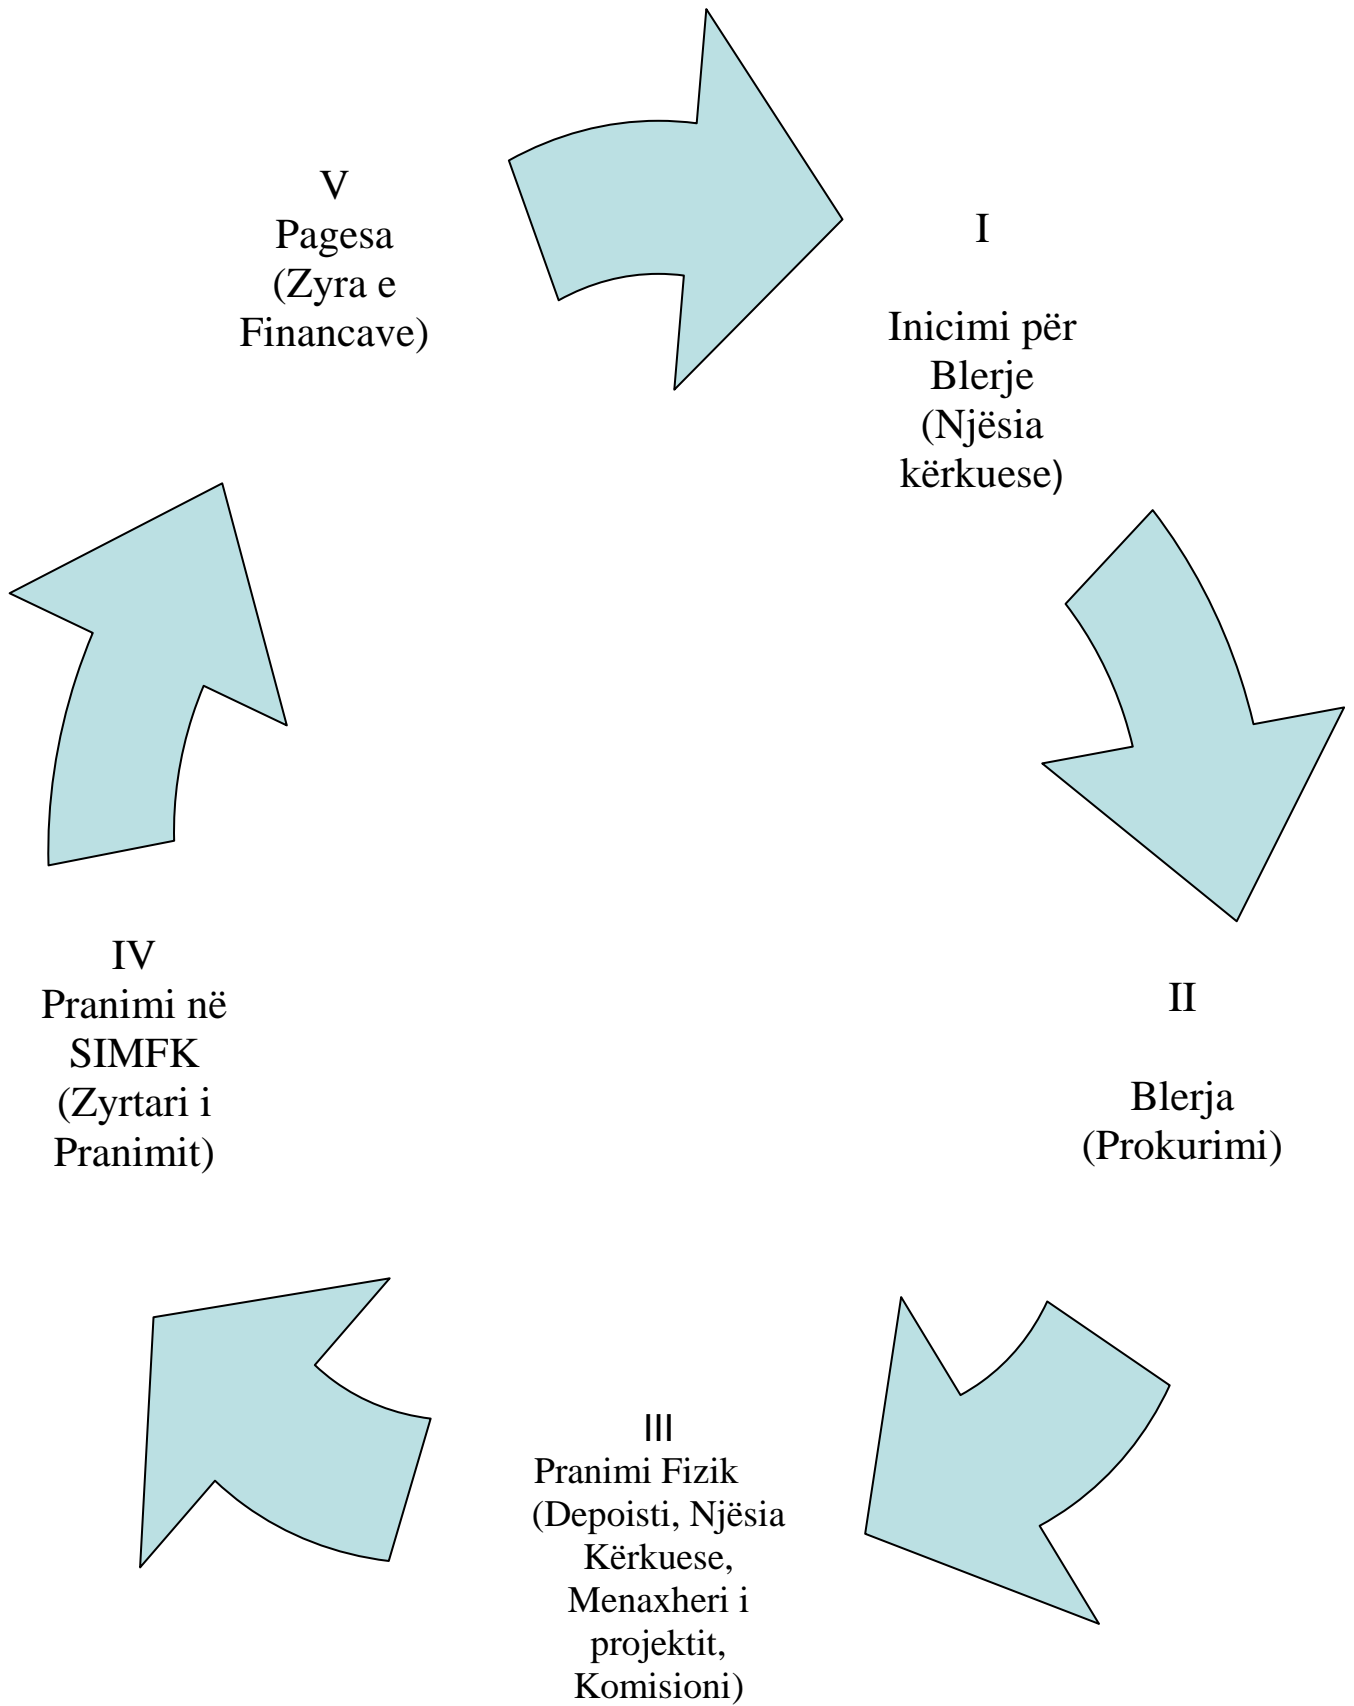 I
Inicimi për
Blerje
(Njësia
kërkuese)
II
Blerja
(Prokurimi)
III
Pranimi Fizik
(Depoisti, Njësia
Kërkuese,
Menaxheri i
projektit,
Komisioni)
IV
Pranimi në
SIMFK
(Zyrtari i
Pranimit)
V
Pagesa
(Zyra e
Financave)